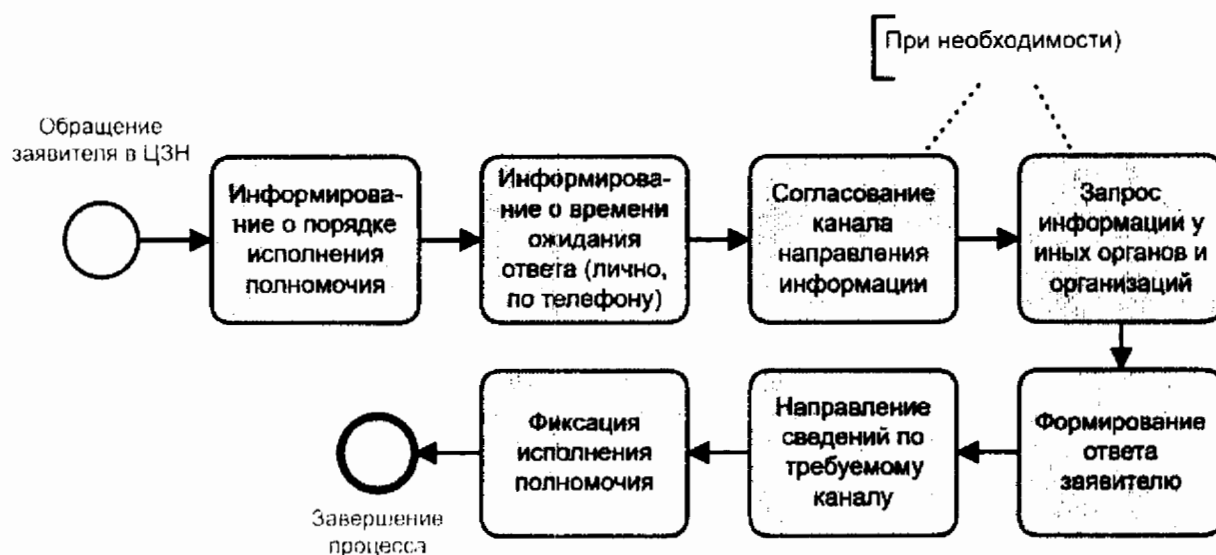 При необходимости)
Обращение
заявителя в ЦЗН
Информирова-
ние о порядке
исполнения
полномочия
Информирова-
ние о времени
ожидания
ответа (лично,
по телефону)
Согласование
канала
направления
информации
Запрос
информации у
иных органов и
организаций
Формирование
ответа
заявителю
Направление
сведений по
требуемому
каналу
Фиксация
исполнения
полномочия
Завершение
процесса